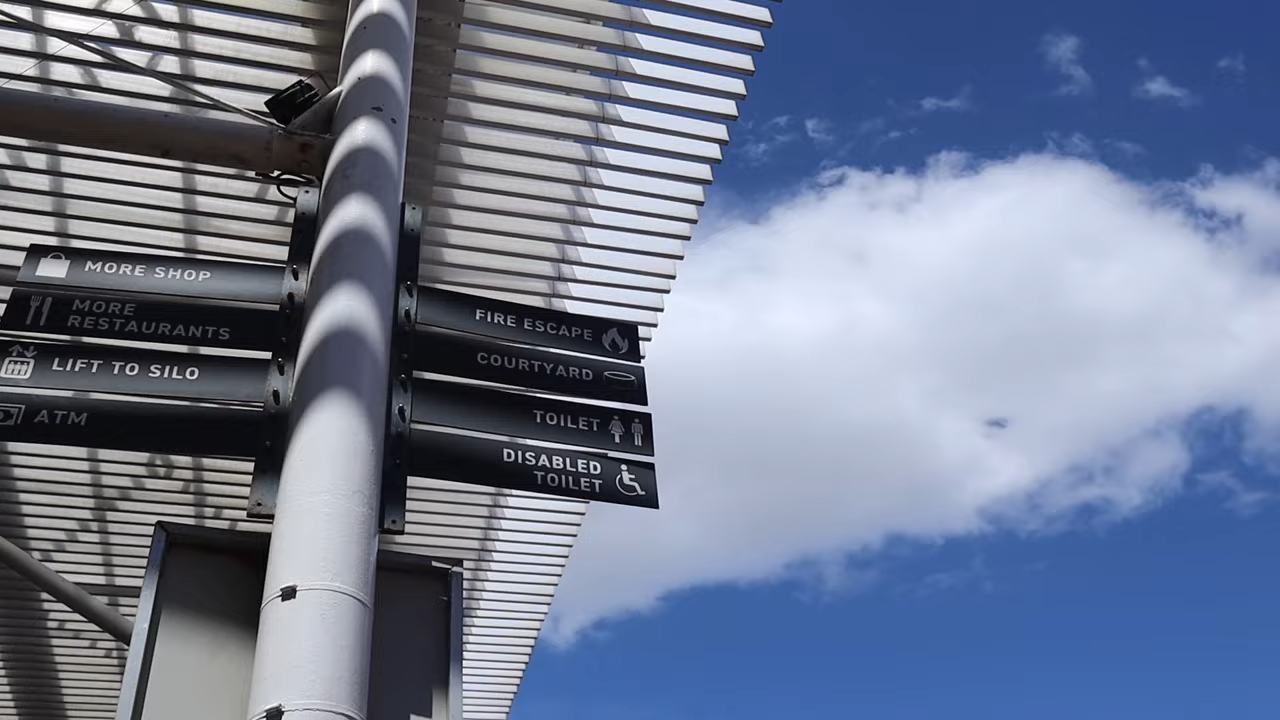 MORE SHOP
MORE
RESTAURANTS
LIFT TO SILO
ATM
FIRE ESCAPE
COURTYARD
TOILET
DISABLED
TOILET